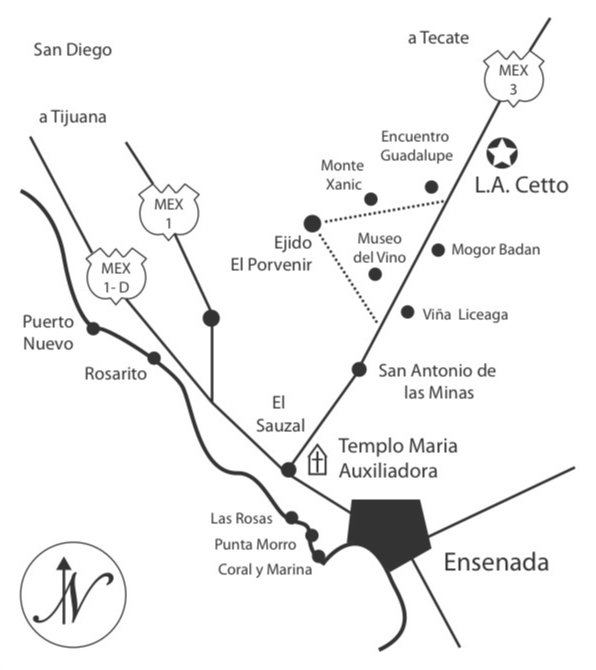 San Diego
a Tecate
MEX
3
a Tijuana
Encuentro
Guadalupe
Monte
Xanic
L.A. Cetto
MEX
1
Ejido
El Porvenir
Museo
del Vino
Mogor Badan
MEX
1- D
Puerto
Nuevo
Viña Liceaga
Rosarito
San Antonio de
las Minas
El
Sauzal
Templo Maria
Auxiliadora
Las Rosas
Punta Morro
Coral y Marina
Ensenada
N